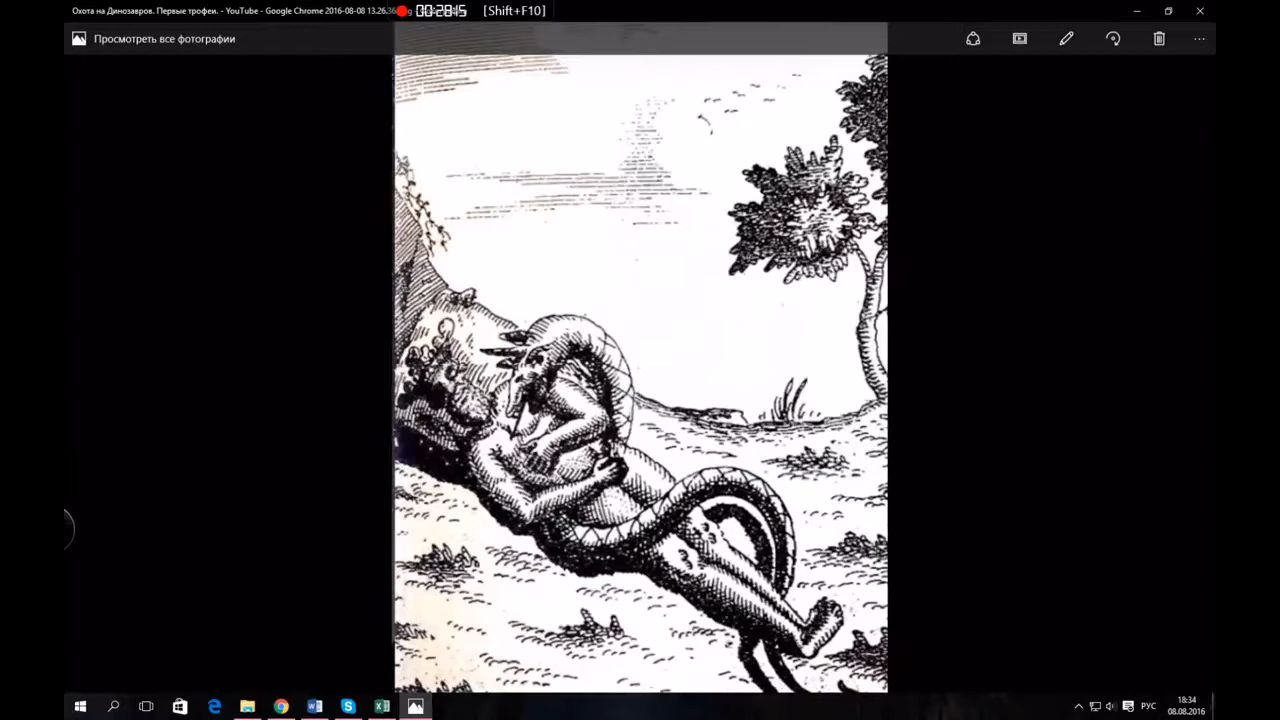 Охота на Динозавров. Первые трофеи. - YouTube - Google Chrome 2016-08-08 13.26.36
00:28:15 [Shift+F10]
Просмотреть все фотографии
РУС
18:34
08.08.2016